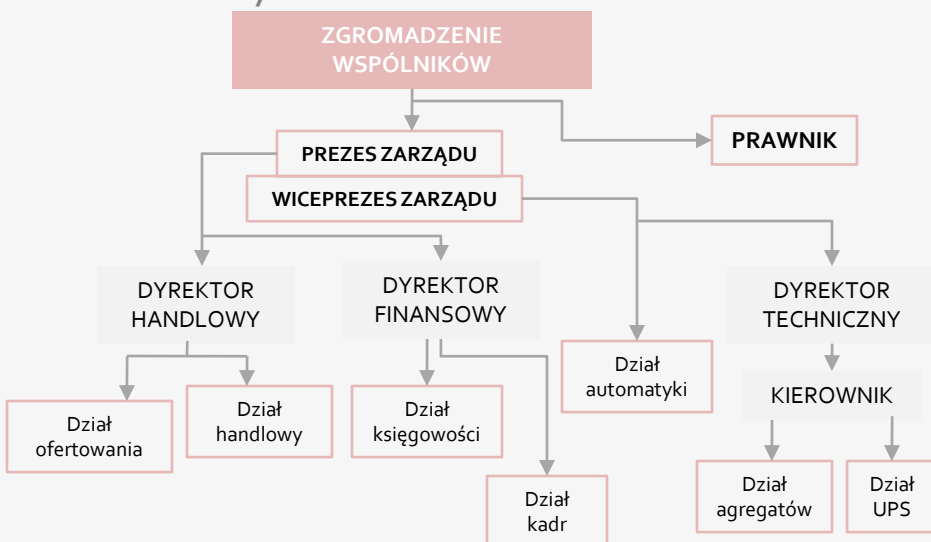 ZGROMADZENIE
WSPÓLNIKÓW
PRAWNIK
PREZES ZARZĄDU
WICEPREZES ZARZĄDU
DYREKTOR
HANDLOWY
DYREKTOR
FINANSOWY
DYREKTOR
TECHNICZNY
Dział
automatyki
KIEROWNIK
Dział
ofertowania
Dział
handlowy
Dział
księgowości
Dział
kadr
Dział
agregatów
Dział
UPS